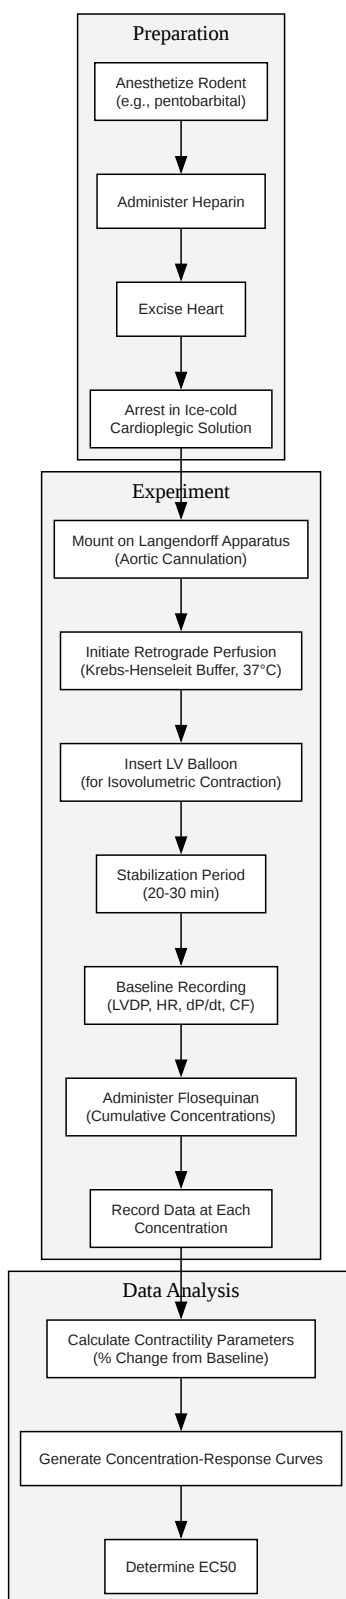 Preparation
Anesthetize Rodent
(e.g., pentobarbital)
Administer Heparin
Excise Heart
Arrest in Ice-cold
Cardioplegic Solution
Experiment
Mount on Langendorff Apparatus
(Aortic Cannulation)
Initiate Retrograde Perfusion
(Krebs-Henseleit Buffer, 37°C)
Insert LV Balloon
(for Isovolumetric Contraction)
Stabilization Period
(20-30 min)
Baseline Recording
(LVDP, HR, dP/dt, CF)
Administer Flosequinan
(Cumulative Concentrations)
Record Data at Each
Concentration
Data Analysis
Calculate Contractility Parameters
(% Change from Baseline)
Generate Concentration-Response Curves
Determine EC50